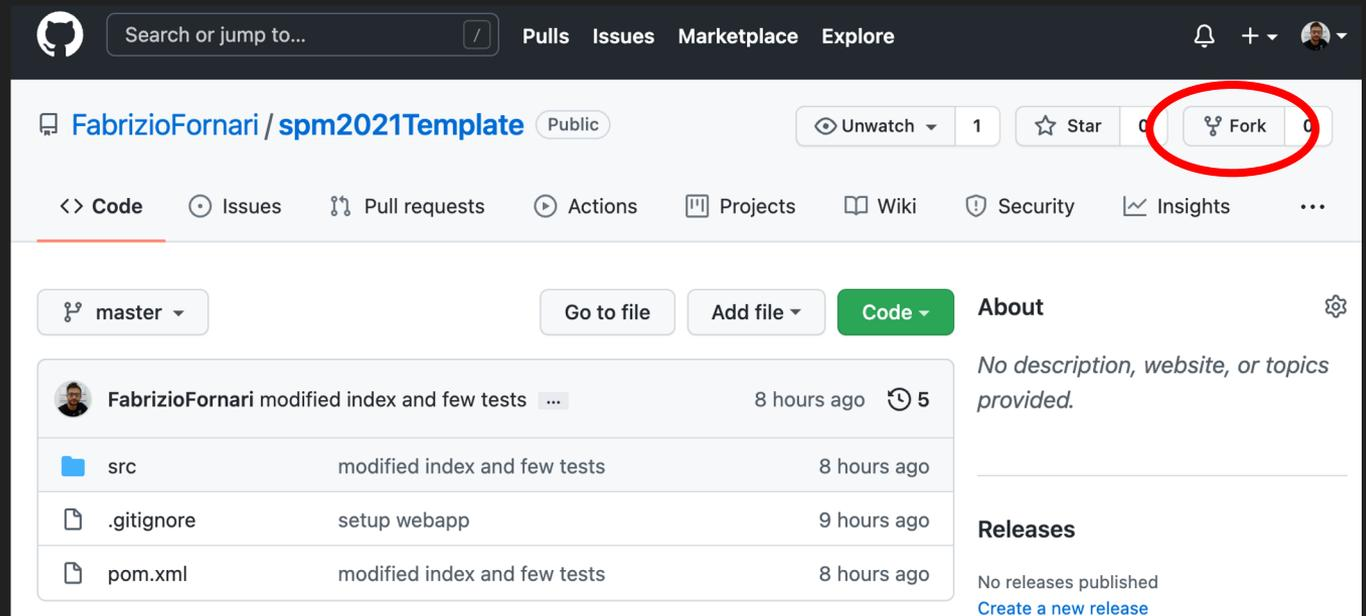 Search or jump to... / Pulls Issues Marketplace Explore
FabrizioFornari / spm2021Template Public Unwatch 1 Star 0 Fork 0
Code Issues Pull requests Actions Projects Wiki Security Insights ...
master Go to file Add file Code
About
No description, website, or topics
provided.
FabrizioFornari modified index and few tests ... 8 hours ago 5
src modified index and few tests 8 hours ago
.gitignore setup webapp 9 hours ago
pom.xml modified index and few tests 8 hours ago
Releases
No releases published
Create a new release